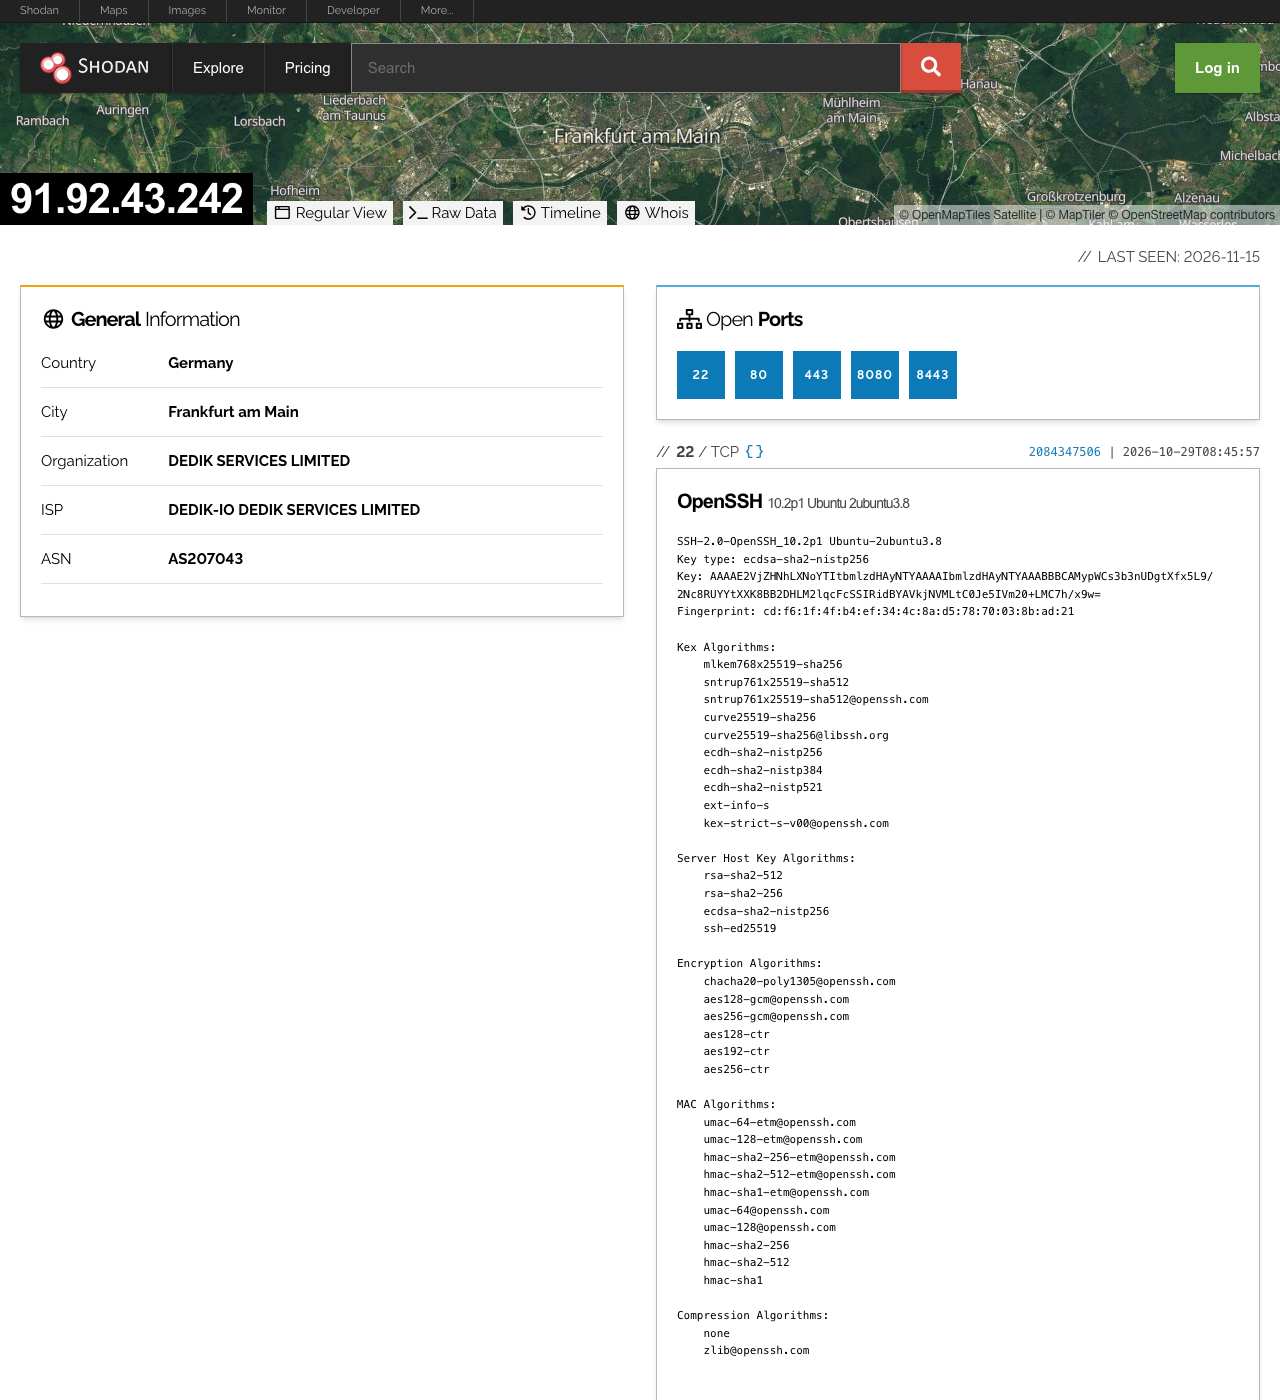 Shodan
Maps
Images
Monitor
Developer
More...
SHODAN
Explore
Pricing
Search
Log in
Hanau
Rambach
Auringen
Lorsbach
Liederbach
am Taunus
Frankfurt am Main
Mühlheim
am Main
Albsta
Michelbach
Hofheim
Großkrotzenburg
Alzenau
Obertshausen
91.92.43.242
Regular View
Raw Data
Timeline
Whois
© OpenMapTiles Satellite | © MapTiler © OpenStreetMap contributors
// LAST SEEN: 2026-11-15
General Information
Country Germany
City Frankfurt am Main
Organization DEDIK SERVICES LIMITED
ISP DEDIK-IO DEDIK SERVICES LIMITED
ASN AS207043
Open Ports
22 80 443 8080 8443
// 22 / TCP {}
2084347506 | 2026-10-29T08:45:57
OpenSSH 10.2p1 Ubuntu 2ubuntu3.8
SSH-2.0-OpenSSH_10.2p1 Ubuntu-2ubuntu3.8
Key type: ecdsa-sha2-nistp256
Key: AAAAE2VjZHNhLXNoYTItbmlzdHAyNTYAAAAIbmlzdHAyNTYAAABBBCAMypWCs3b3nUDgtXfx5L9/
2Nc8RUYYtXXK8BB2DHLM2lqcFcSSIRidBYAVkjNVMLtC0Je5IVm20+LMC7h/x9w=
Fingerprint: cd:f6:1f:4f:b4:ef:34:4c:8a:d5:78:70:03:8b:ad:21
Kex Algorithms:
mlkem768x25519-sha256
sntrup761x25519-sha512
sntrup761x25519-sha512@openssh.com
curve25519-sha256
curve25519-sha256@libssh.org
ecdh-sha2-nistp256
ecdh-sha2-nistp384
ecdh-sha2-nistp521
ext-info-s
kex-strict-s-v00@openssh.com
Server Host Key Algorithms:
rsa-sha2-512
rsa-sha2-256
ecdsa-sha2-nistp256
ssh-ed25519
Encryption Algorithms:
chacha20-poly1305@openssh.com
aes128-gcm@openssh.com
aes256-gcm@openssh.com
aes128-ctr
aes192-ctr
aes256-ctr
MAC Algorithms:
umac-64-etm@openssh.com
umac-128-etm@openssh.com
hmac-sha2-256-etm@openssh.com
hmac-sha2-512-etm@openssh.com
hmac-sha1-etm@openssh.com
umac-64@openssh.com
umac-128@openssh.com
hmac-sha2-256
hmac-sha2-512
hmac-sha1
Compression Algorithms:
none
zlib@openssh.com